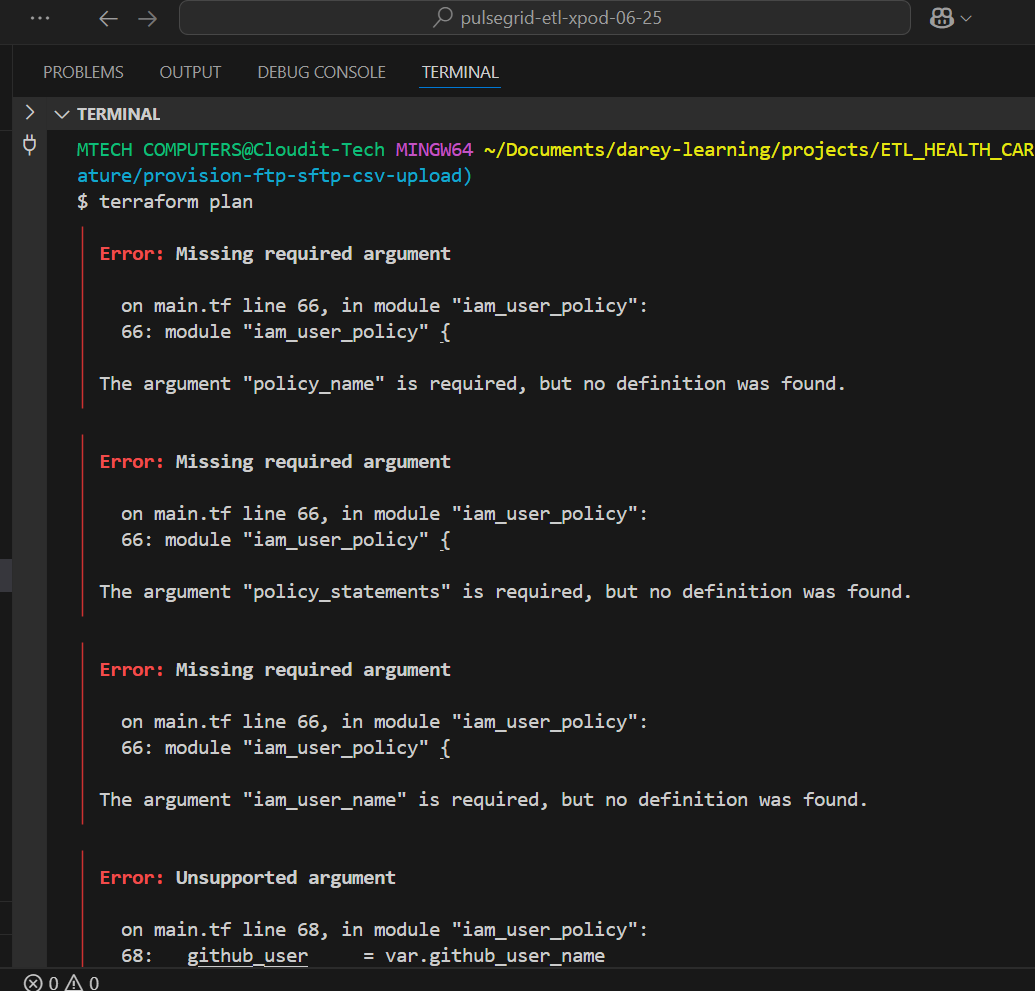 pulsegrid-etl-xpod-06-25
PROBLEMS OUTPUT DEBUG CONSOLE TERMINAL
TERMINAL
MTECH COMPUTERS@Cloudit-Tech MINGW64 ~/Documents/darey-learning/projects/ETL_HEALTH_CAR
ature/provision-ftp-sftp-csv-upload)
$ terraform plan
Error: Missing required argument
on main.tf line 66, in module "iam_user_policy":
66: module "iam_user_policy" {
The argument "policy_name" is required, but no definition was found.
Error: Missing required argument
on main.tf line 66, in module "iam_user_policy":
66: module "iam_user_policy" {
The argument "policy_statements" is required, but no definition was found.
Error: Missing required argument
on main.tf line 66, in module "iam_user_policy":
66: module "iam_user_policy" {
The argument "iam_user_name" is required, but no definition was found.
Error: Unsupported argument
on main.tf line 68, in module "iam_user_policy":
68: github_user = var.github_user_name
0 0